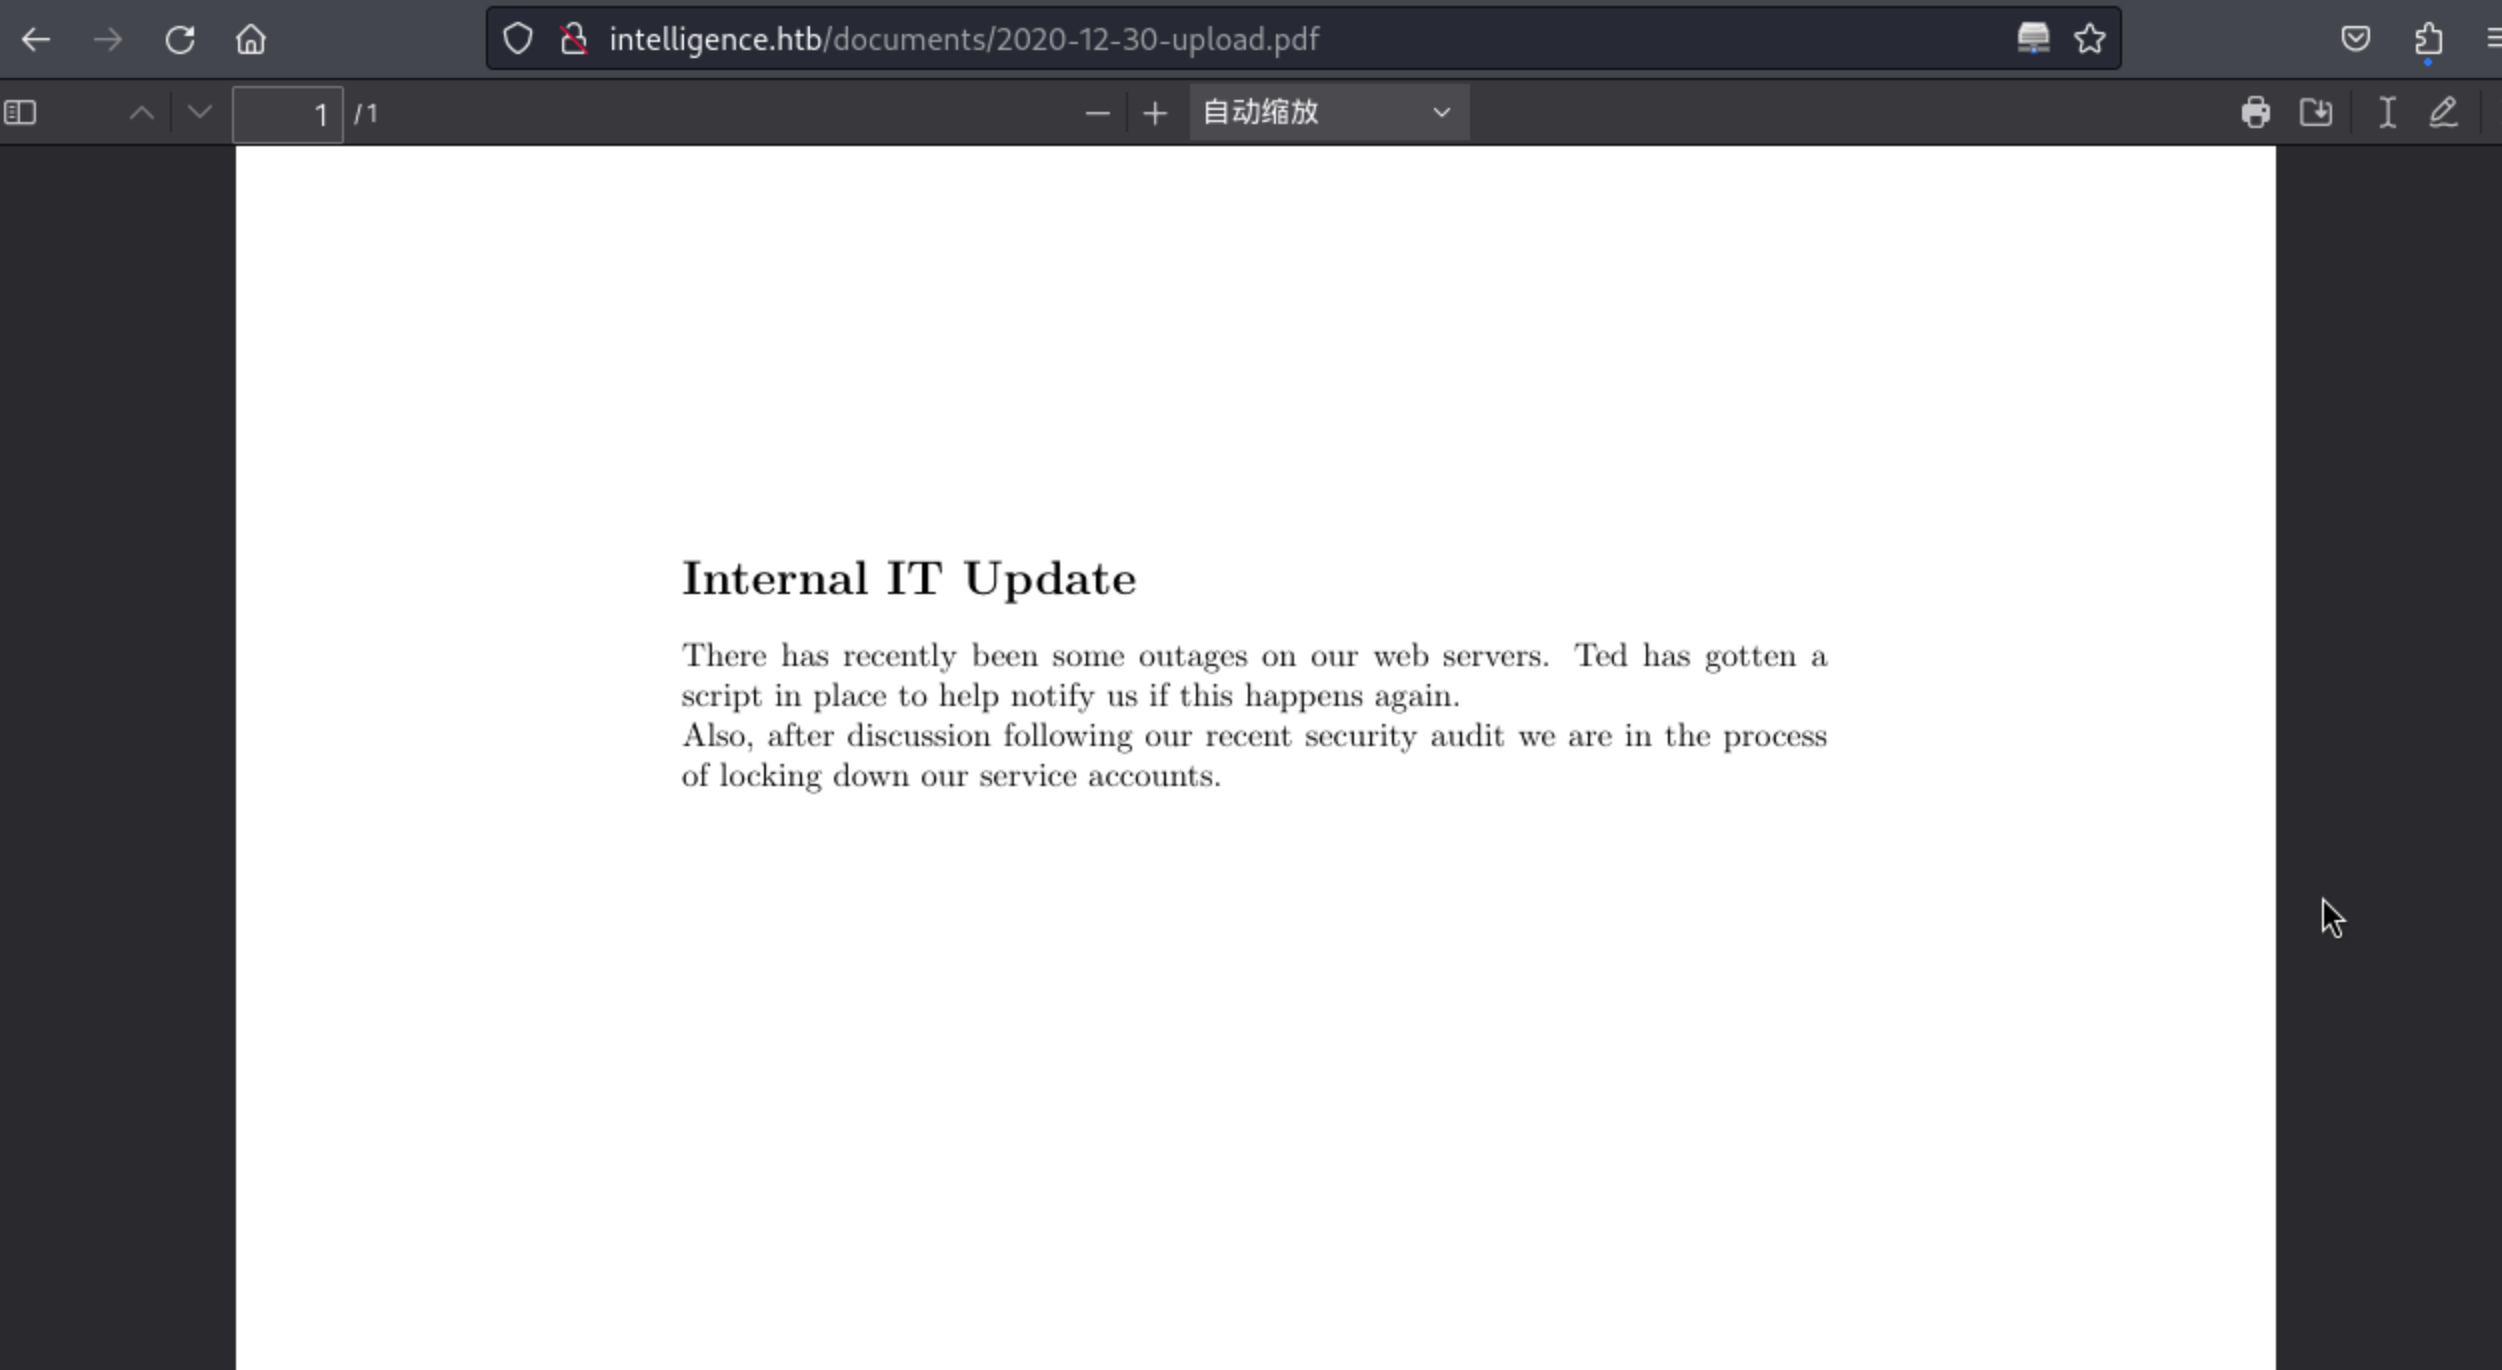 intelligence.htb/documents/2020-12-30-upload.pdf
1 /1 自动缩放
Internal IT Update
There has recently been some outages on our web servers. Ted has gotten a
script in place to help notify us if this happens again.
Also, after discussion following our recent security audit we are in the process
of locking down our service accounts.